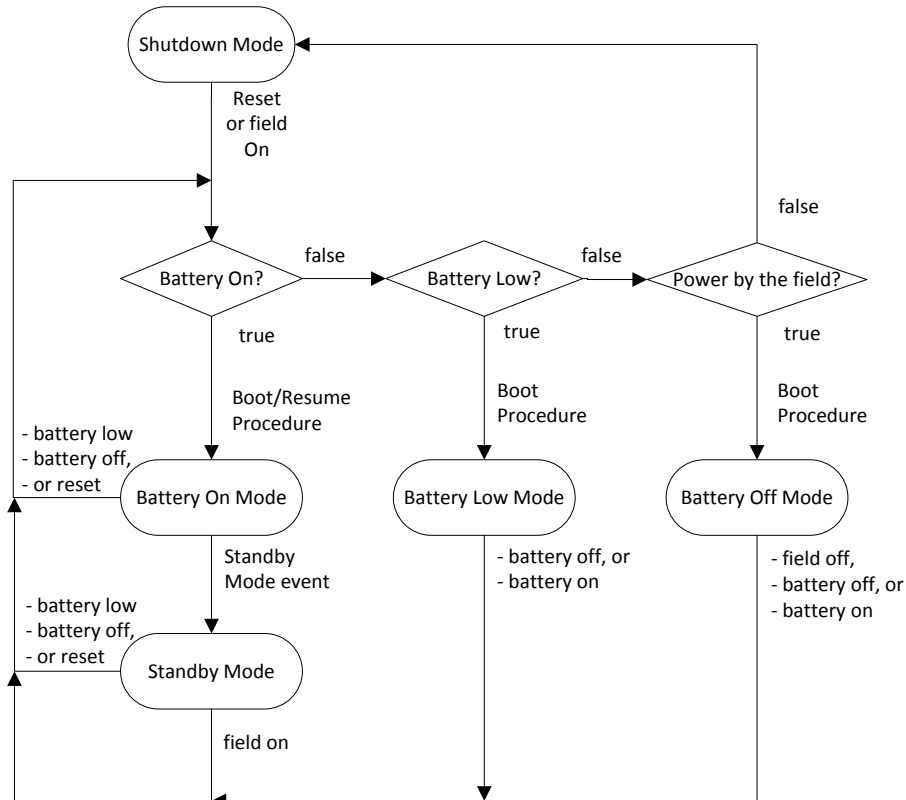 Shutdown Mode
Reset
or field
On
false
false
false
Battery On?
Battery Low?
Power by the field?
true
true
true
Boot/Resume
Procedure
Boot
Procedure
Boot
Procedure
- battery low
- battery off,
- or reset
Battery On Mode
Battery Low Mode
Battery Off Mode
Standby
Mode event
- battery off, or
- battery on
- field off,
- battery off, or
- battery on
- battery low
- battery off,
- or reset
Standby Mode
field on